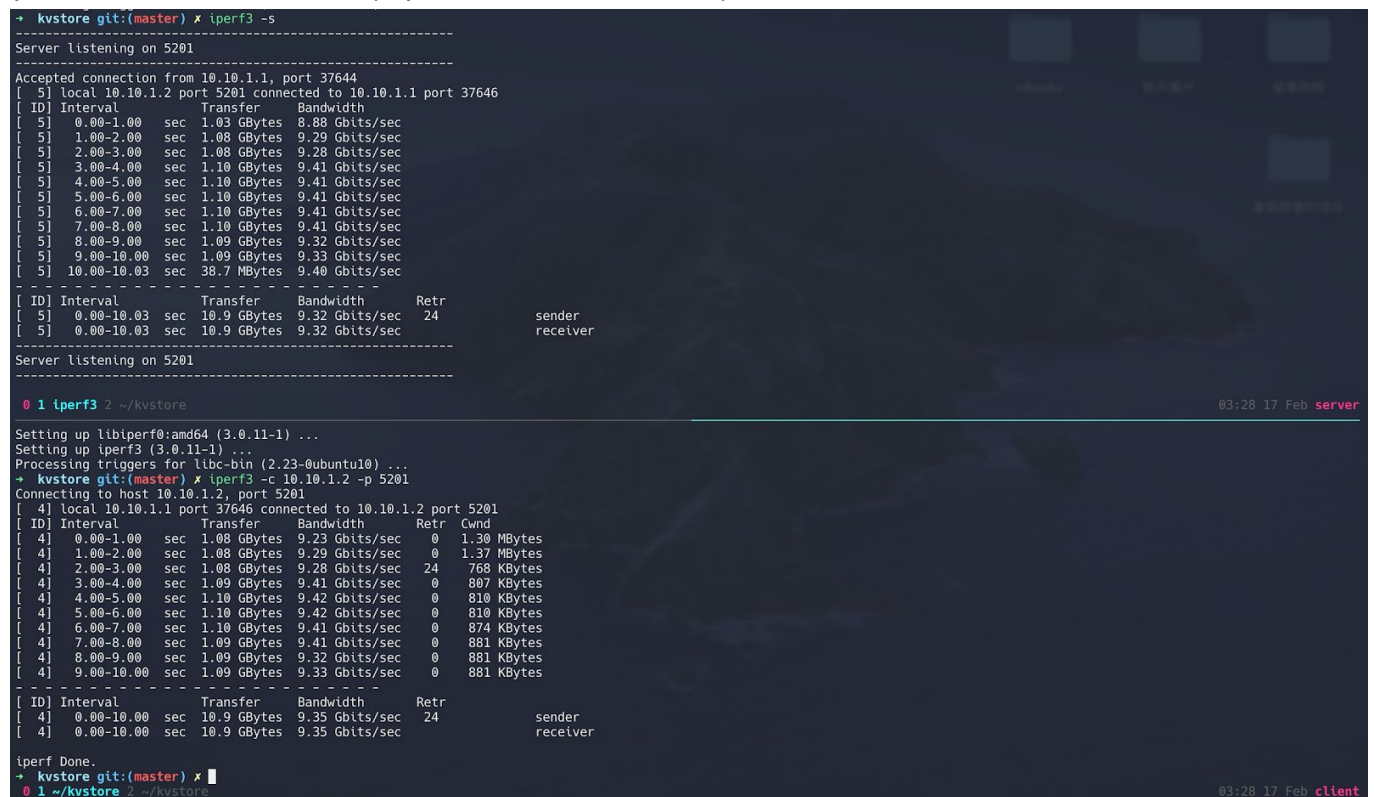 →  kvstore git:(master) ✗ iperf3 -s
-----------------------------------------------------------
Server listening on 5201
-----------------------------------------------------------
Accepted connection from 10.10.1.1, port 37644
[  5] local 10.10.1.2 port 5201 connected to 10.10.1.1 port 37646
[ ID] Interval           Transfer     Bandwidth
[  5]   0.00-1.00   sec  1.03 GBytes  8.88 Gbits/sec
[  5]   1.00-2.00   sec  1.08 GBytes  9.29 Gbits/sec
[  5]   2.00-3.00   sec  1.08 GBytes  9.28 Gbits/sec
[  5]   3.00-4.00   sec  1.10 GBytes  9.41 Gbits/sec
[  5]   4.00-5.00   sec  1.10 GBytes  9.41 Gbits/sec
[  5]   5.00-6.00   sec  1.10 GBytes  9.41 Gbits/sec
[  5]   6.00-7.00   sec  1.10 GBytes  9.41 Gbits/sec
[  5]   7.00-8.00   sec  1.10 GBytes  9.41 Gbits/sec
[  5]   8.00-9.00   sec  1.09 GBytes  9.32 Gbits/sec
[  5]   9.00-10.00  sec  1.09 GBytes  9.33 Gbits/sec
[  5]  10.00-10.03  sec  38.7 MBytes  9.40 Gbits/sec
- - - - - - - - - - - - - - - - - - - - - - - - -
[ ID] Interval           Transfer     Bandwidth       Retr
[  5]   0.00-10.03  sec  10.9 GBytes  9.32 Gbits/sec   24             sender
[  5]   0.00-10.03  sec  10.9 GBytes  9.32 Gbits/sec                  receiver
-----------------------------------------------------------
Server listening on 5201
-----------------------------------------------------------
0 1 iperf3 2 ~/kvstore 03:28 17 Feb server
Setting up libiperf0:amd64 (3.0.11-1) ...
Setting up iperf3 (3.0.11-1) ...
Processing triggers for libc-bin (2.23-0ubuntu10) ...
→  kvstore git:(master) ✗ iperf3 -c 10.10.1.2 -p 5201
Connecting to host 10.10.1.2, port 5201
[  4] local 10.10.1.1 port 37646 connected to 10.10.1.2 port 5201
[ ID] Interval           Transfer     Bandwidth       Retr  Cwnd
[  4]   0.00-1.00   sec  1.08 GBytes  9.23 Gbits/sec    0   1.30 MBytes
[  4]   1.00-2.00   sec  1.08 GBytes  9.29 Gbits/sec    0   1.37 MBytes
[  4]   2.00-3.00   sec  1.08 GBytes  9.28 Gbits/sec   24    768 KBytes
[  4]   3.00-4.00   sec  1.09 GBytes  9.41 Gbits/sec    0    807 KBytes
[  4]   4.00-5.00   sec  1.10 GBytes  9.42 Gbits/sec    0    810 KBytes
[  4]   5.00-6.00   sec  1.10 GBytes  9.42 Gbits/sec    0    810 KBytes
[  4]   6.00-7.00   sec  1.10 GBytes  9.41 Gbits/sec    0    874 KBytes
[  4]   7.00-8.00   sec  1.09 GBytes  9.41 Gbits/sec    0    881 KBytes
[  4]   8.00-9.00   sec  1.09 GBytes  9.32 Gbits/sec    0    881 KBytes
[  4]   9.00-10.00  sec  1.09 GBytes  9.33 Gbits/sec    0    881 KBytes
- - - - - - - - - - - - - - - - - - - - - - - - -
[ ID] Interval           Transfer     Bandwidth       Retr
[  4]   0.00-10.00  sec  10.9 GBytes  9.35 Gbits/sec   24             sender
[  4]   0.00-10.00  sec  10.9 GBytes  9.35 Gbits/sec                  receiver
iperf Done.
→  kvstore git:(master) ✗
0 1 ~/kvstore 2 ~/kvstore 03:28 17 Feb client